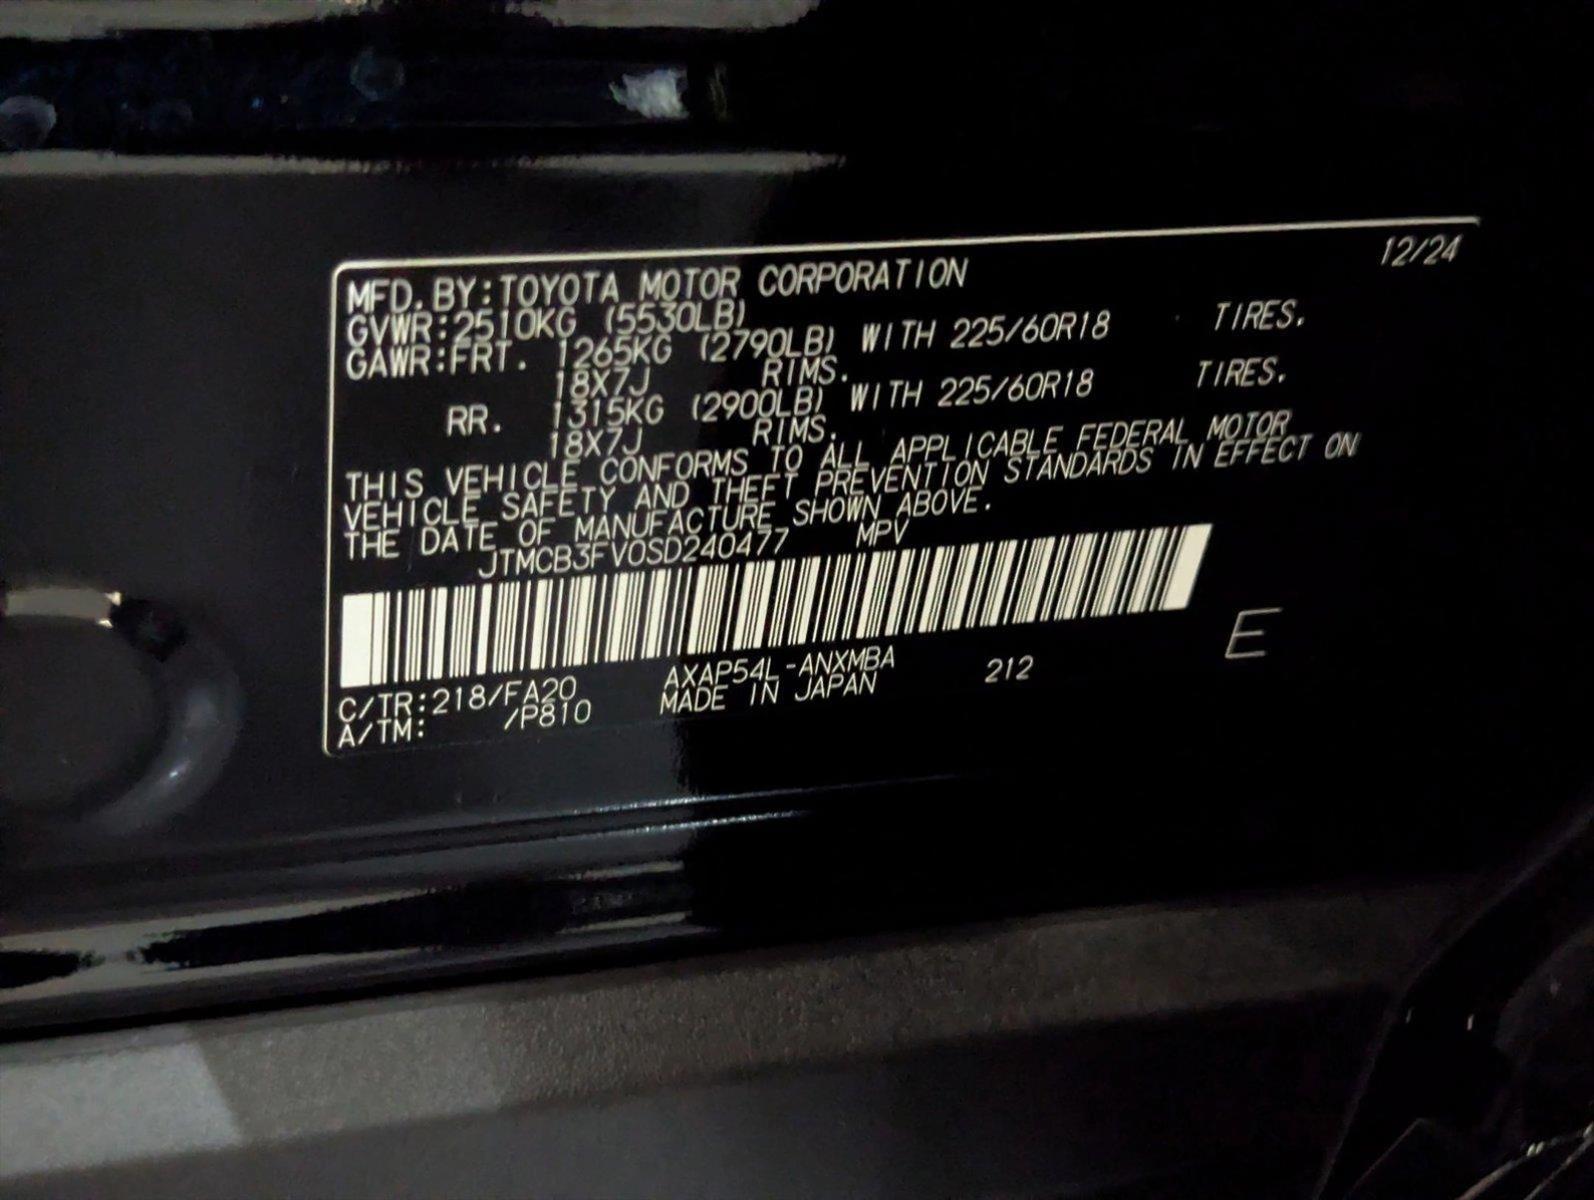 12/24
MFD. BY: TOYOTA MOTOR CORPORATION
GVWR: 2510KG (5530LB)
GAWR: FRT. 1265KG (2790LB) WITH 225/60R18 TIRES.
18X7J RIMS.
RR. 1315KG (2900LB) WITH 225/60R18 TIRES.
18X7J RIMS.
THIS VEHICLE CONFORMS TO ALL APPLICABLE FEDERAL MOTOR
VEHICLE SAFETY AND THEFT PREVENTION STANDARDS IN EFFECT ON
THE DATE OF MANUFACTURE SHOWN ABOVE.
JTMCB3FV0SD240477 MPV
E
C/TR:218/FA20 AXAP54L-ANXMBA 212
A/TM: /P810 MADE IN JAPAN